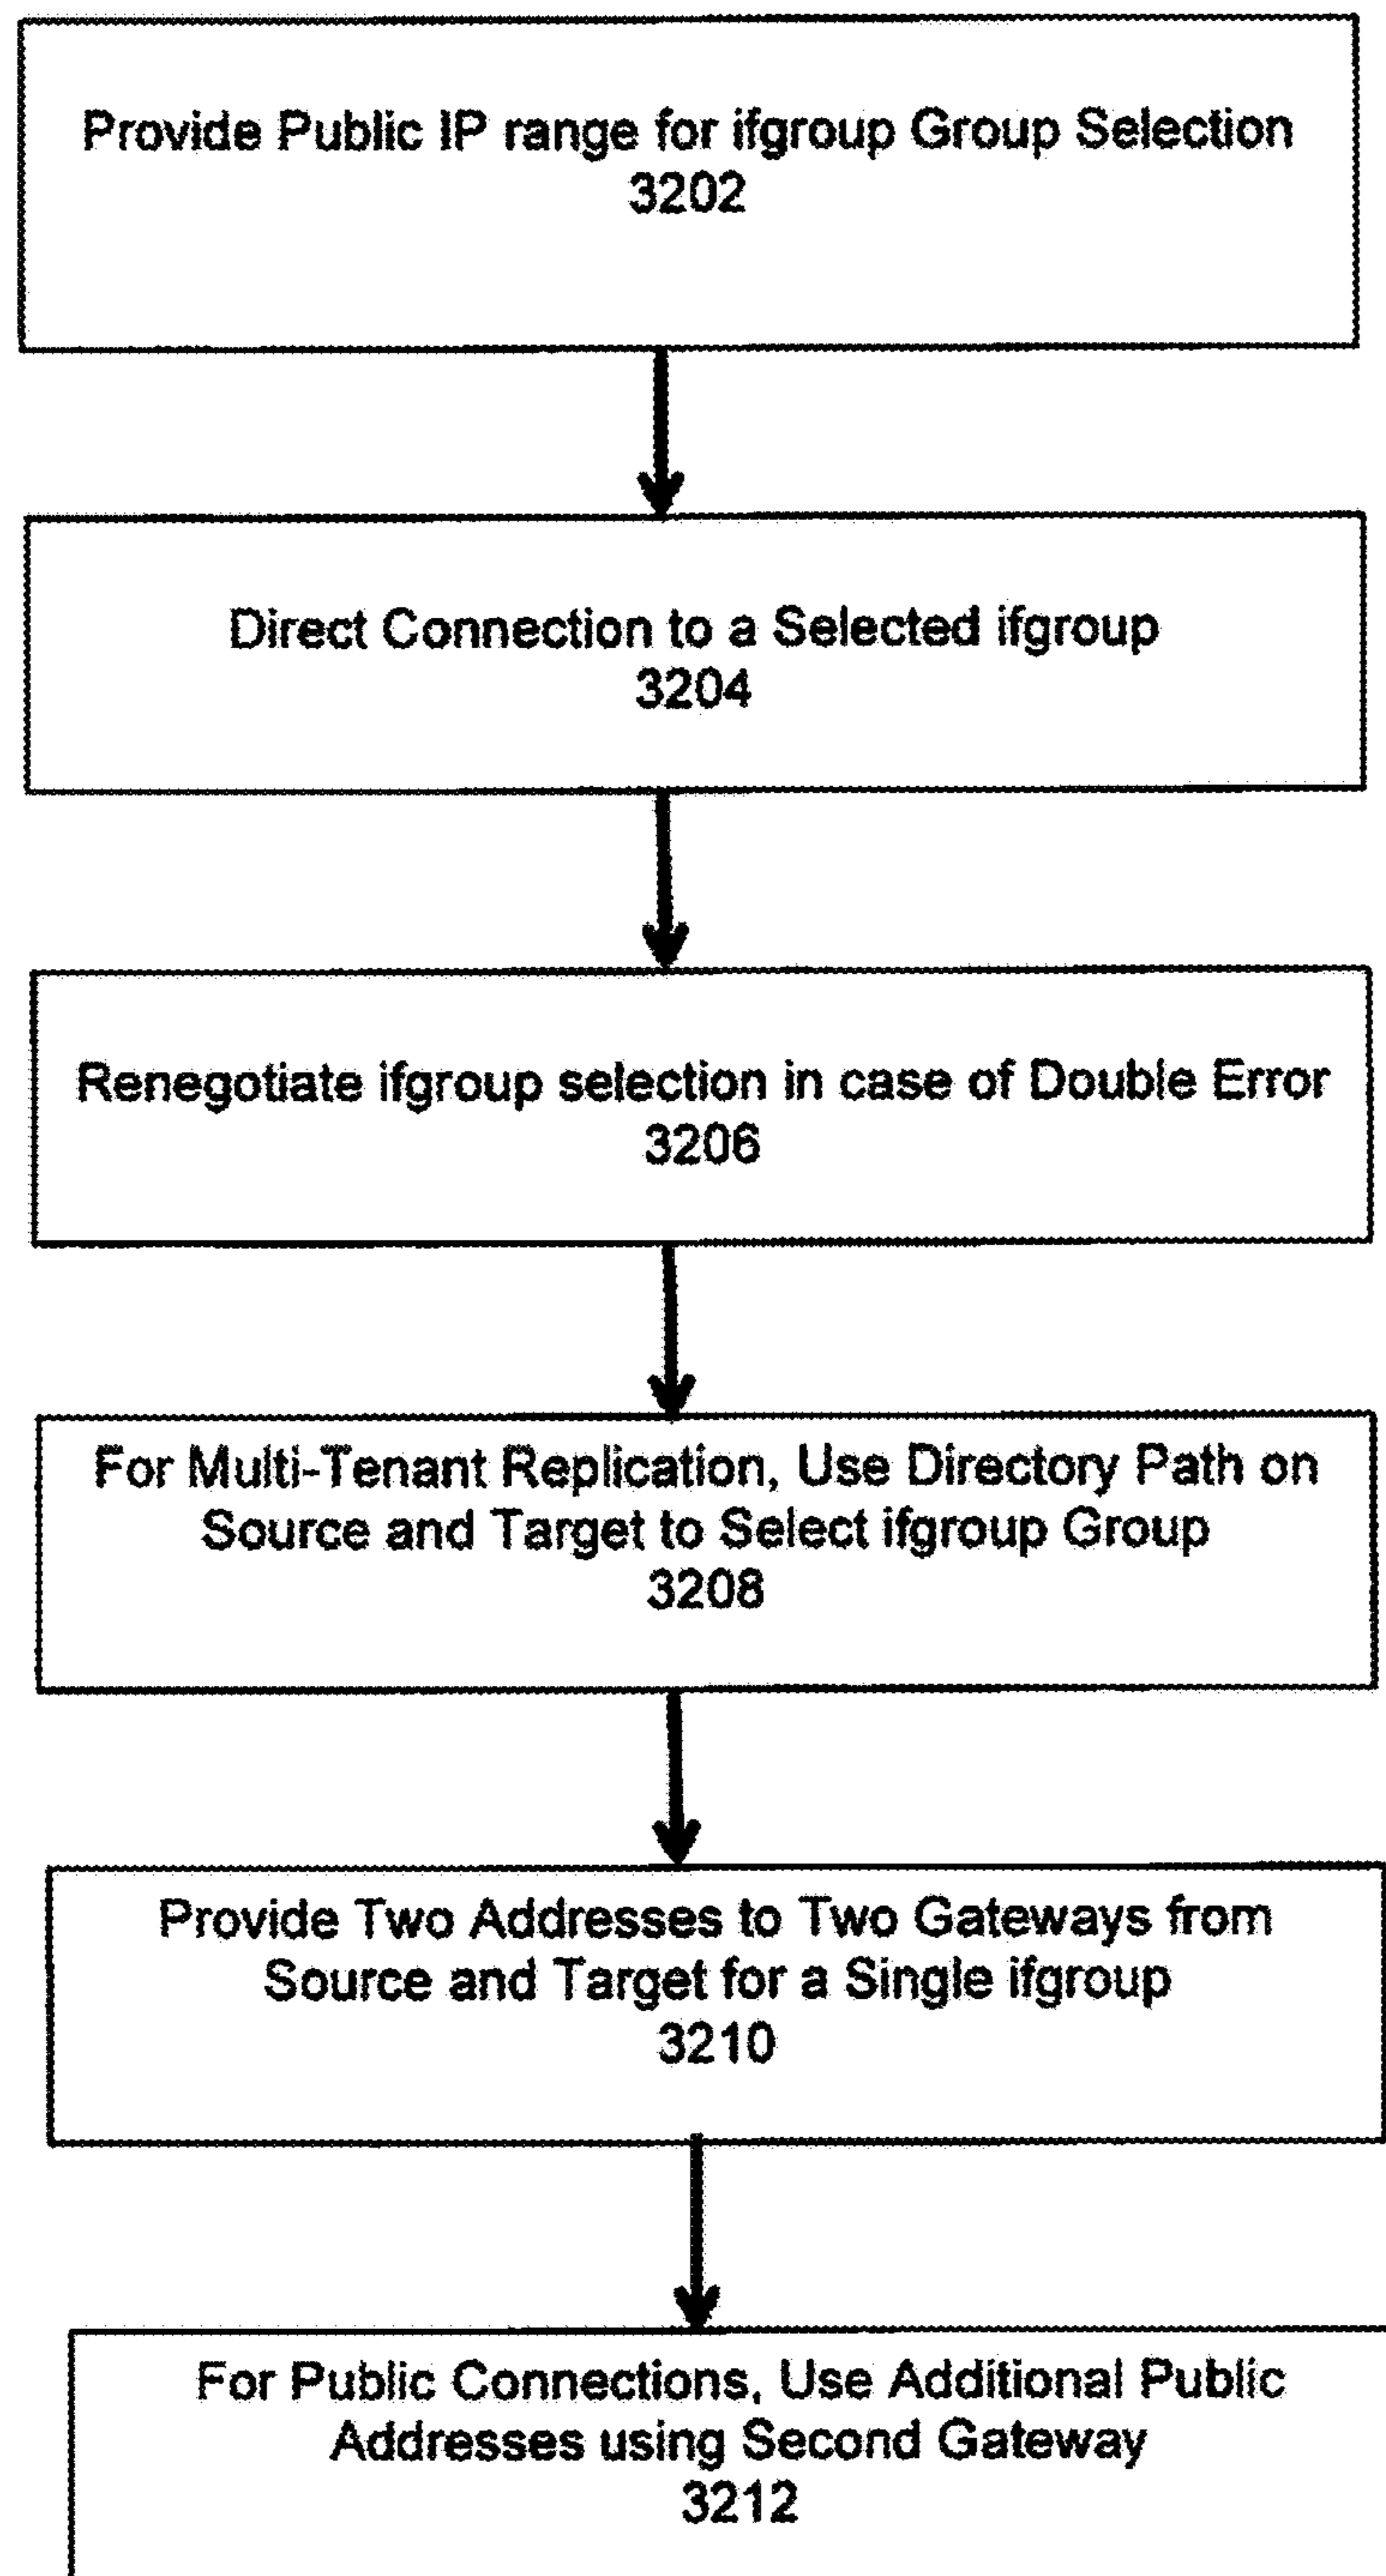 Provide Public IP range for ifgroup Group Selection
3202
Direct Connection to a Selected ifgroup
3204
Renegotiate ifgroup selection in case of Double Error
3206
For Multi-Tenant Replication, Use Directory Path on
Source and Target to Select ifgroup Group
3208
Provide Two Addresses to Two Gateways from
Source and Target for a Single ifgroup
3210
For Public Connections, Use Additional Public
Addresses using Second Gateway
3212